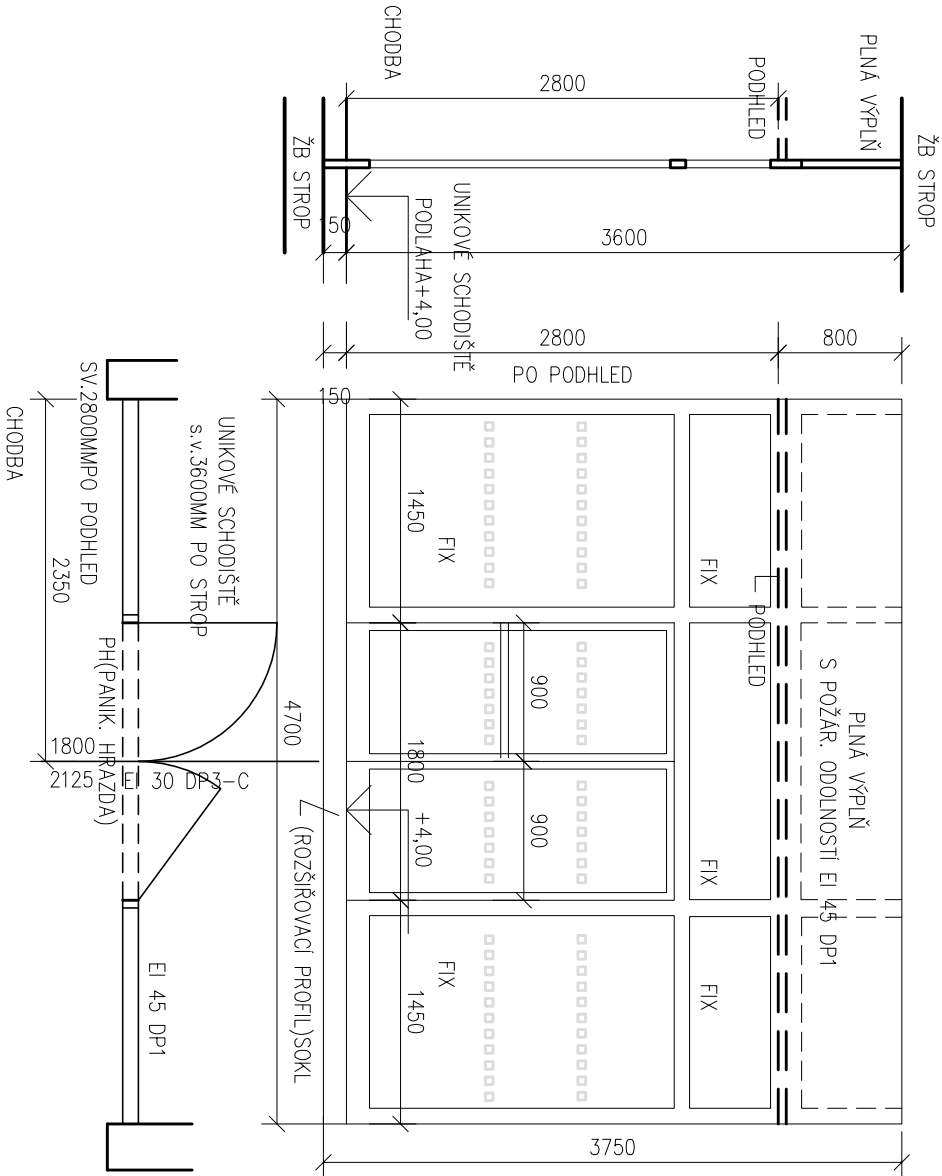 ŽB STROP
PLNÁ VÝPLŇ
PODHLED
2800
3600
CHODBA
ŽB STROP
150
UNIKOVÉ SCHODIŠTĚ
PODLAHA+4,00
800
2800
PO PODHLED
150
PLNÁ VÝPLŇ
S POŽÁR. ODOLNOSTÍ EI 45 DP1
PODHLED
FIX
FIX
FIX
FIX
FIX
1450
900
1800
900
+4,00
1450
3750
4700
(ROZŠIŘOVACÍ PROFIL)SOKL
UNIKOVÉ SCHODIŠTĚ
s.v.3600MM PO STROP
SV.2800MMPO PODHLED
2350
CHODBA
PH(PANIK. HRAZDA)
1800
2125
EI 30 DP3-C
EI 45 DP1